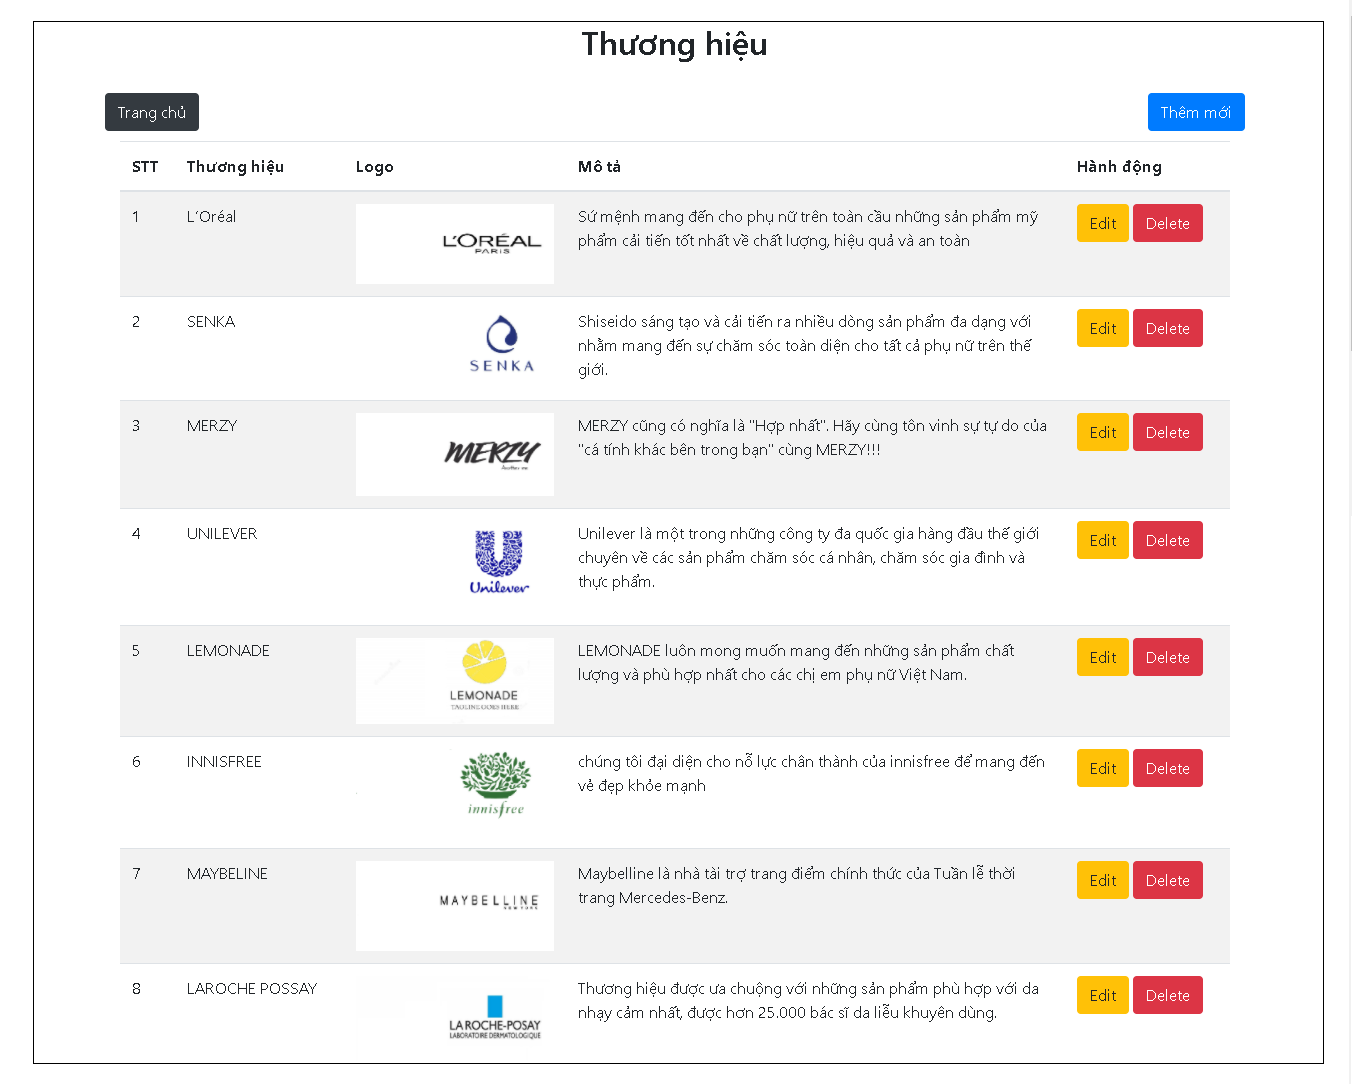 Thương hiệu
Trang chủ
Thêm mới
STT Thương hiệu Logo Mô tả Hành động
1 L'Oréal L'ORÉAL PARIS Sứ mệnh mang đến cho phụ nữ trên toàn cầu những sản phẩm mỹ Edit Delete
phẩm cải tiến tốt nhất về chất lượng, hiệu quả và an toàn
2 SENKA SENKA Shiseido sáng tạo và cải tiến ra nhiều dòng sản phẩm đa dạng với Edit Delete
nhằm mang đến sự chăm sóc toàn diện cho tất cả phụ nữ trên thế
giới.
3 MERZY MERZY Another me MERZY cũng có nghĩa là "Hợp nhất". Hãy cùng tôn vinh sự tự do của Edit Delete
"cá tính khác bên trong bạn" cùng MERZY!!!
4 UNILEVER Unilever Unilever là một trong những công ty đa quốc gia hàng đầu thế giới Edit Delete
chuyên về các sản phẩm chăm sóc cá nhân, chăm sóc gia đình và
thực phẩm.
5 LEMONADE LEMONADE TAGLINE GOES HERE LEMONADE luôn mong muốn mang đến những sản phẩm chất Edit Delete
lượng và phù hợp nhất cho các chị em phụ nữ Việt Nam.
6 INNISFREE innisfree chúng tôi đại diện cho nỗ lực chân thành của innisfree để mang đến Edit Delete
vẻ đẹp khỏe mạnh
7 MAYBELINE MAYBELLINE NEW YORK Maybelline là nhà tài trợ trang điểm chính thức của Tuần lễ thời Edit Delete
trang Mercedes-Benz.
8 LAROCHE POSSAY LA ROCHE-POSAY LABORATOIRE DERMATOLOGIQUE Thương hiệu được ưa chuộng với những sản phẩm phù hợp với da Edit Delete
nhạy cảm nhất, được hơn 25.000 bác sĩ da liễu khuyên dùng.